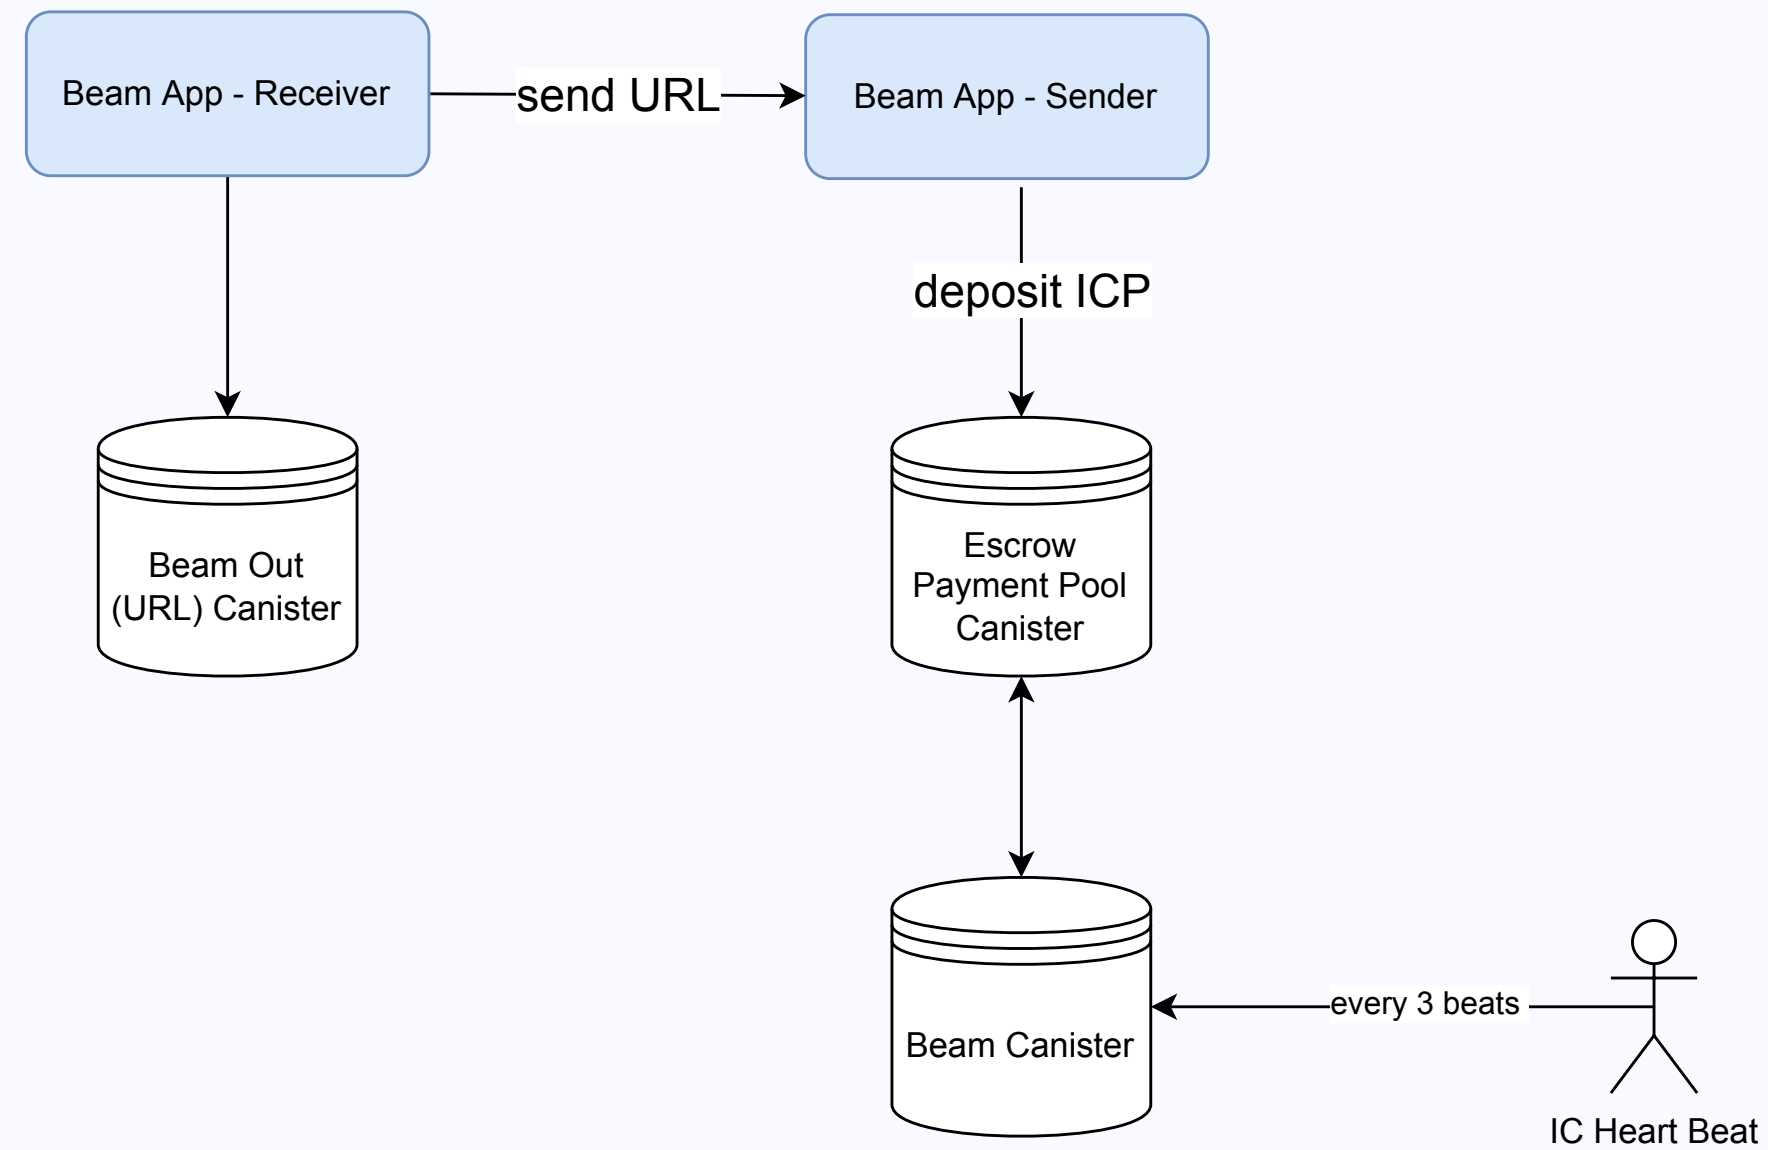 Beam App - Receiver
send URL
Beam App - Sender
deposit ICP
Beam Out
(URL) Canister
Escrow
Payment Pool
Canister
Beam Canister
every 3 beats
IC Heart Beat